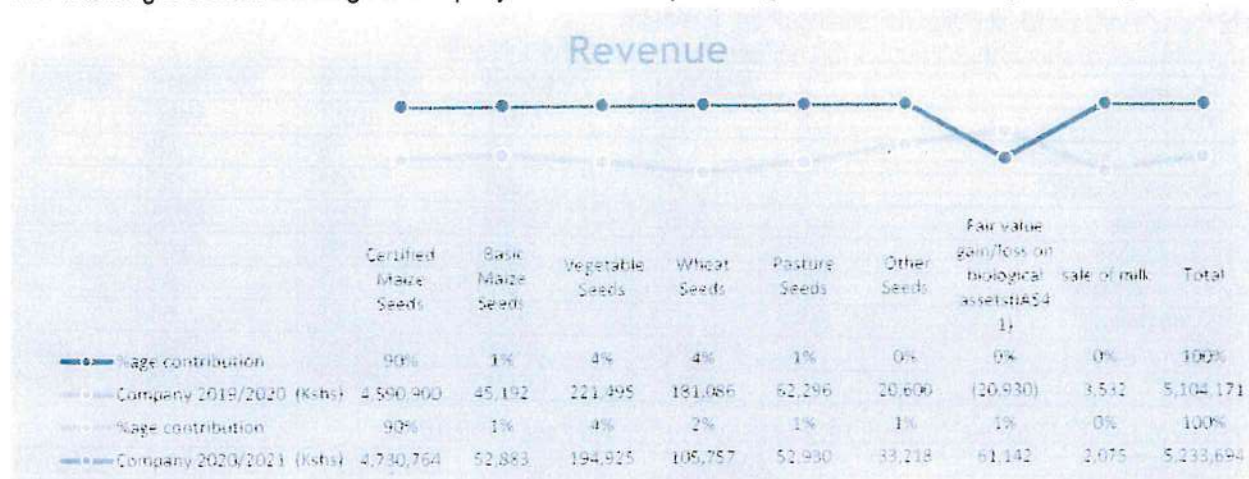 Revenue
Certified Maize Seeds
Basic Maize Seeds
Vegetable Seeds
Wheat Seeds
Pasture Seeds
Other Seeds
Fair value gain/loss on biological assets(IAS41)
sale of milk
Total
%age contribution 90% 1% 4% 4% 1% 0% 0% 0% 100%
Company 2019/2020 (Kshs) 4,590,900 45,192 221,495 181,086 62,296 20,600 (20,930) 3,532 5,104,171
%age contribution 90% 1% 4% 2% 1% 1% 1% 0% 100%
Company 2020/2021 (Kshs) 4,730,764 52,883 194,925 105,757 52,930 33,218 61,142 2,075 5,233,694